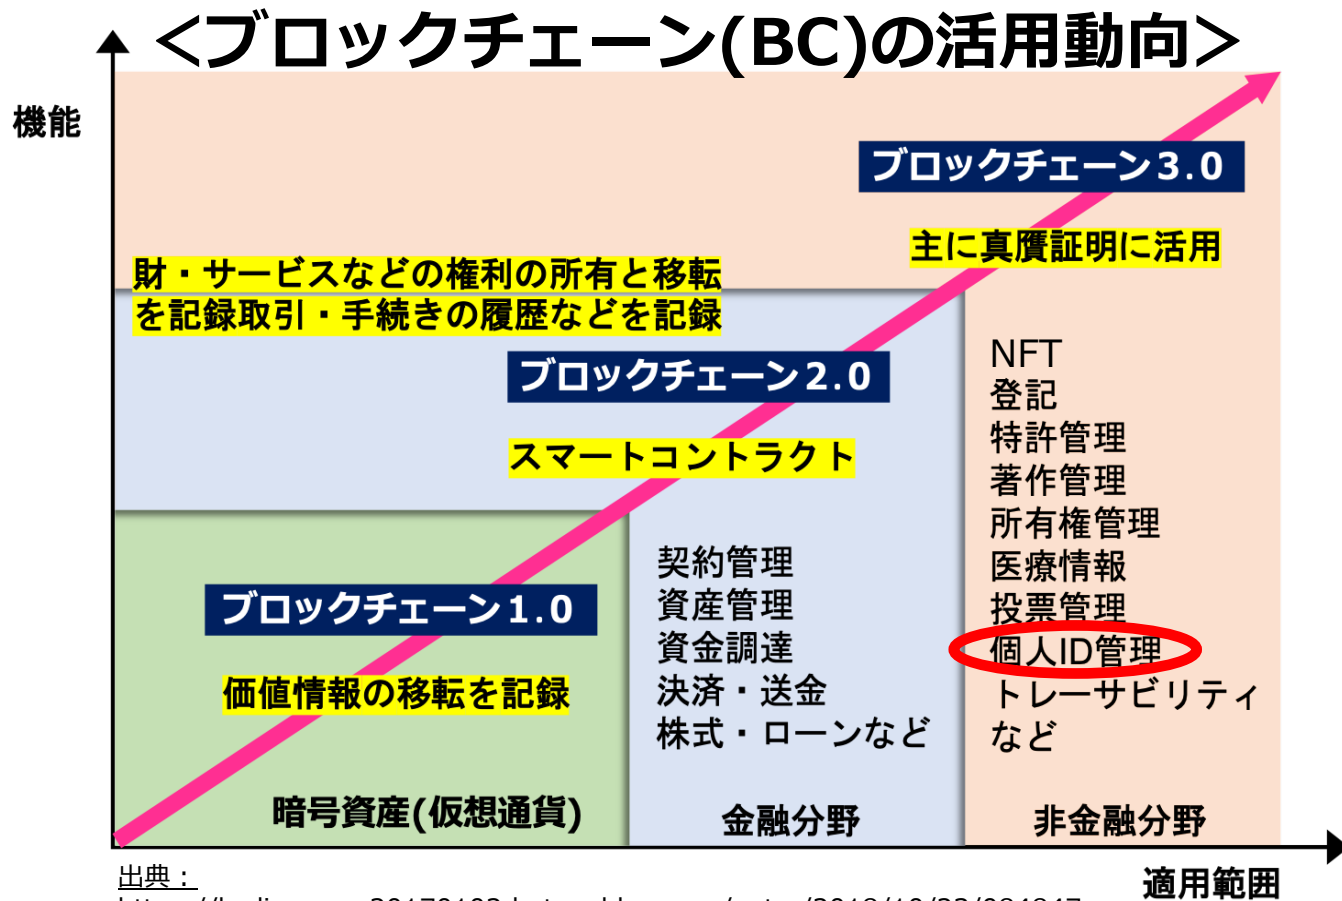 <ブロックチェーン(BC)の活用動向>
機能
ブロックチェーン3.0
主に真贋証明に活用
財・サービスなどの権利の所有と移転
を記録取引・手続きの履歴などを記録
ブロックチェーン2.0
スマートコントラクト
NFT
登記
特許管理
著作管理
所有権管理
医療情報
投票管理
個人ID管理
トレーサビリティ
など
契約管理
資産管理
資金調達
決済・送金
株式・ローンなど
ブロックチェーン1.0
価値情報の移転を記録
暗号資産(仮想通貨)
金融分野
非金融分野
適用範囲
出典：